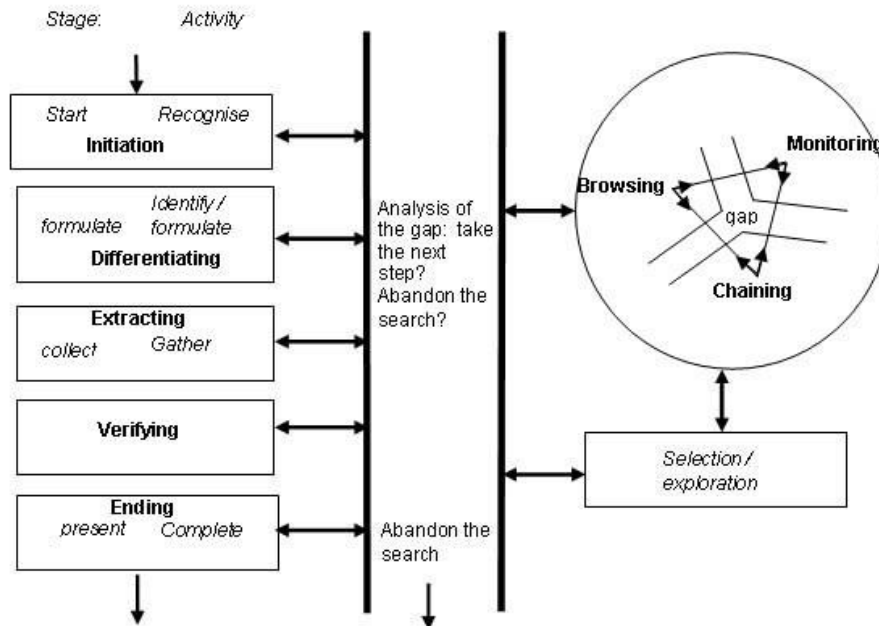 Stage: Activity
Start Recognise
Initiation
formulate Identify / formulate
Differentiating
Extracting
collect Gather
Verifying
Ending
present Complete
Analysis of
the gap: take
the next
step?
Abandon the
search?
Abandon the
search
Monitoring
Browsing
gap
Chaining
Selection /
exploration